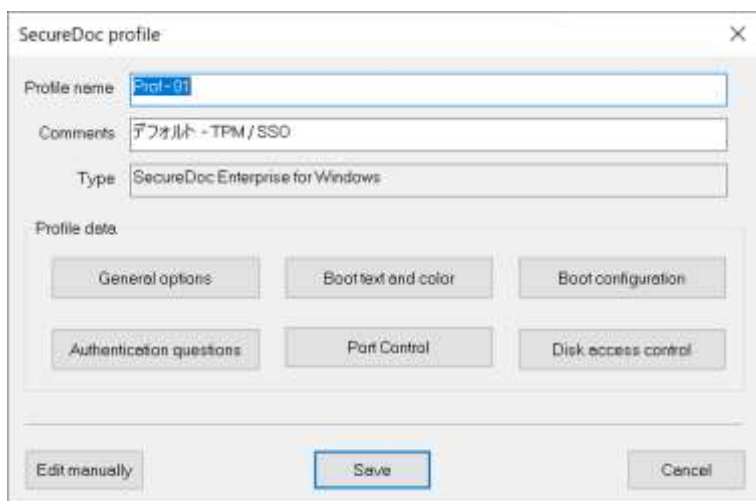 SecureDoc profile
Profile name Prof-01
Comments デフォルト - TPM / SSO
Type SecureDoc Enterprise for Windows
Profile data
General options Boot text and color Boot configuration
Authentication questions Port Control Disk access control
Edit manually Save Cancel